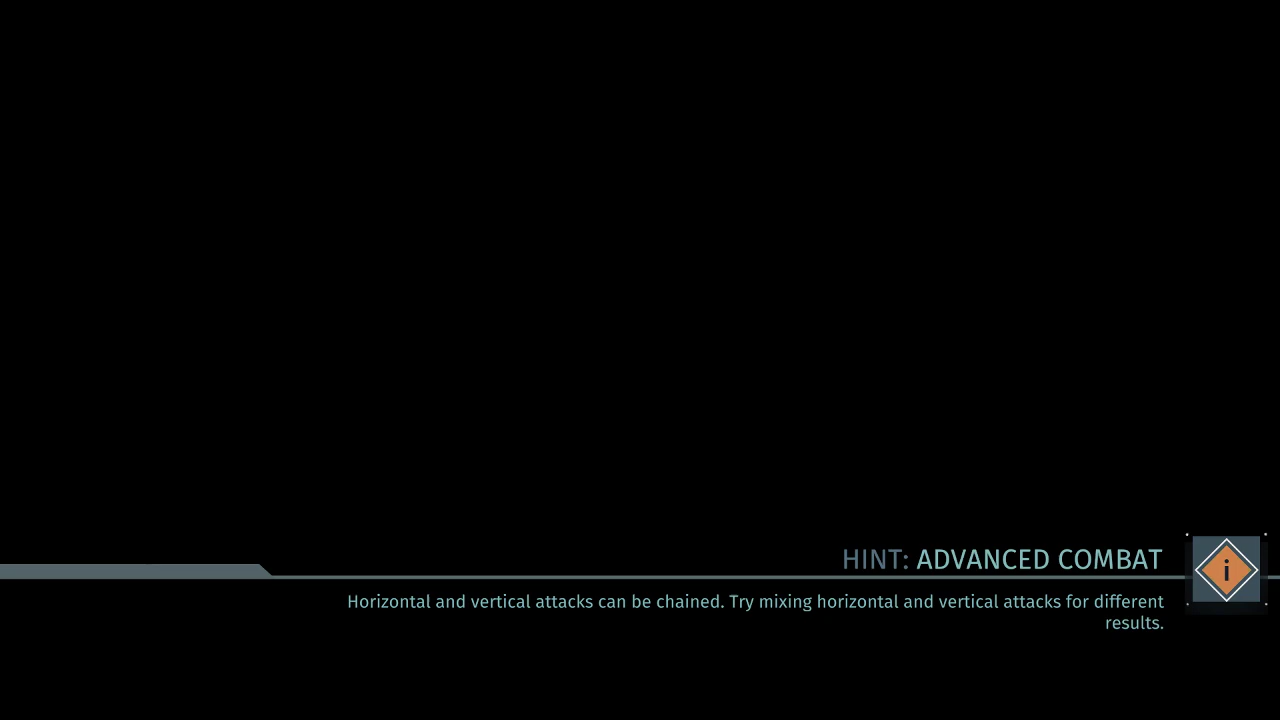 HINT: ADVANCED COMBAT
Horizontal and vertical attacks can be chained. Try mixing horizontal and vertical attacks for different
results.
i